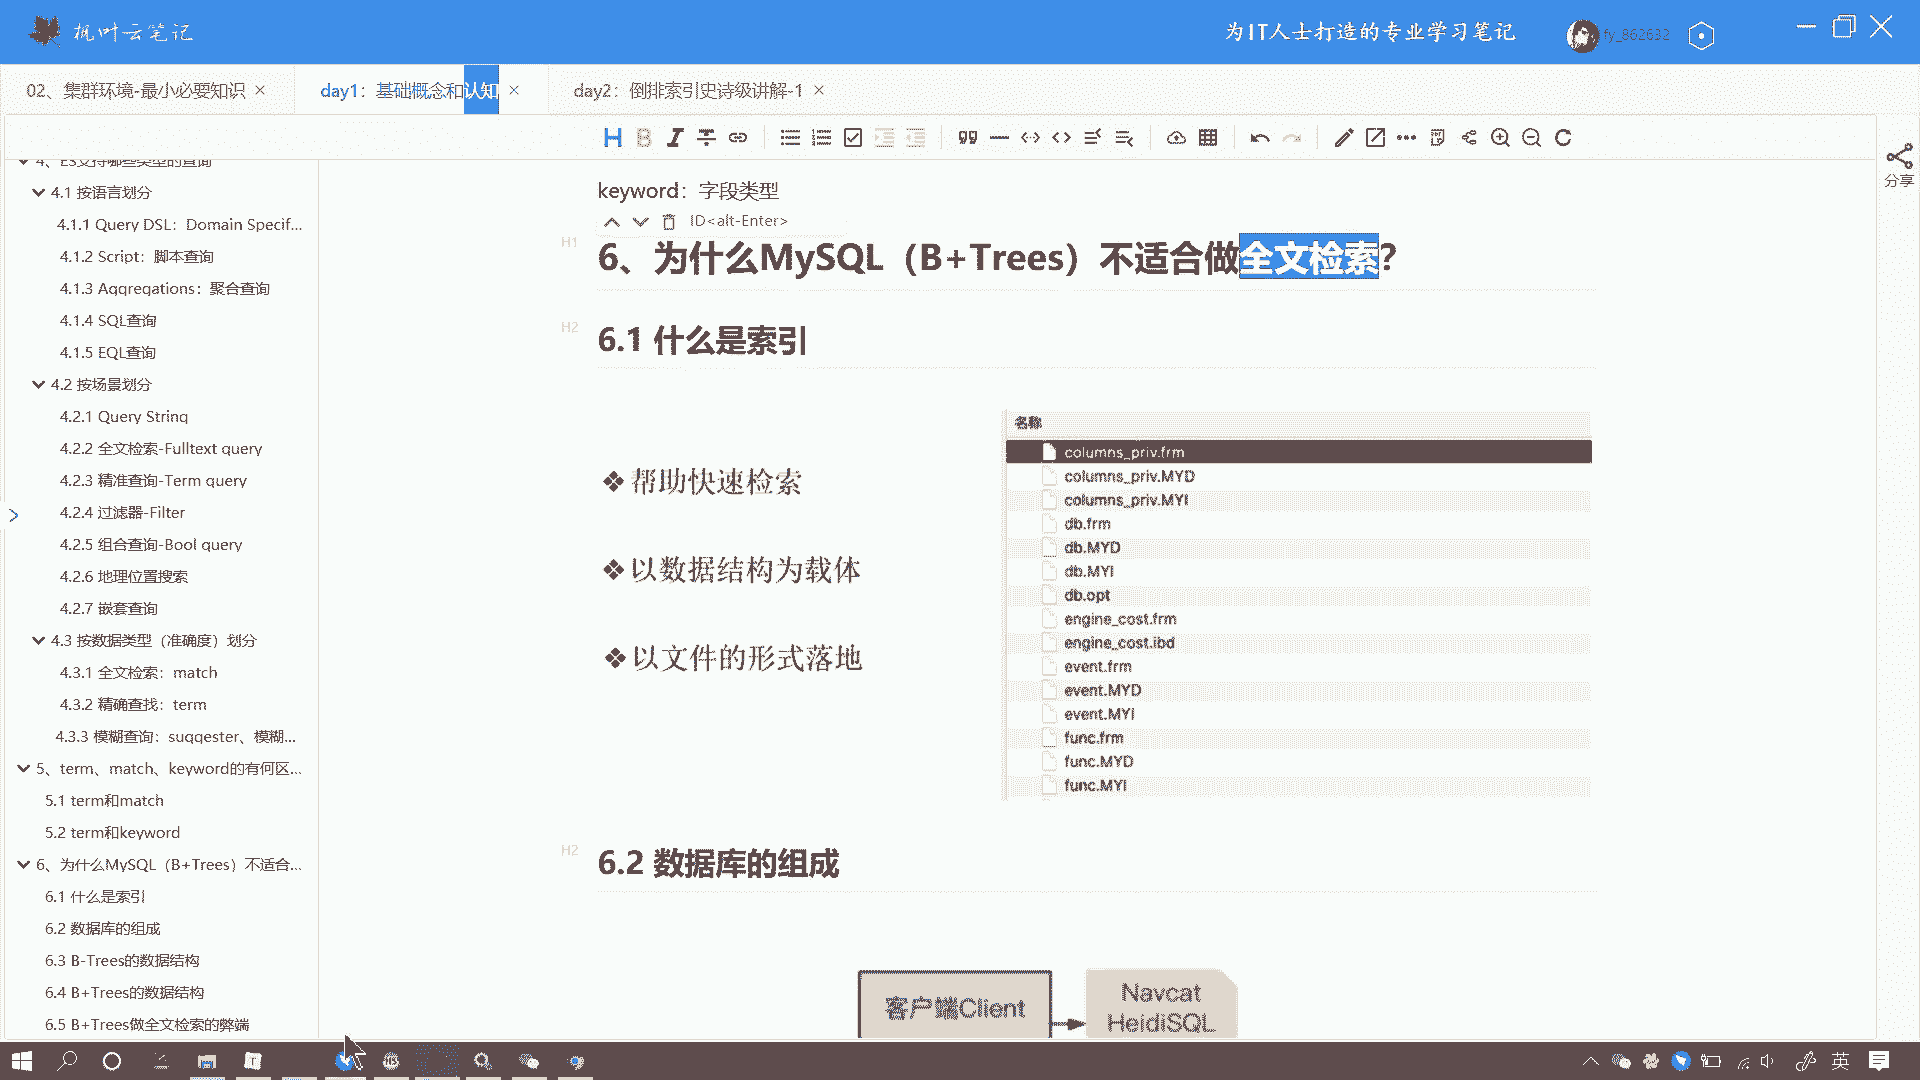 枫叶云笔记
为IT人士打造的专业学习笔记
fy_862632
02、集群环境-最小必要知识 ×
day1：基础概念和认知 ×
day2：倒排索引史诗级讲解-1 ×
分享
4、ES支持哪些类型的查询
4.1 按语言划分
4.1.1 Query DSL：Domain Specif...
4.1.2 Script：脚本查询
4.1.3 Aggregations：聚合查询
4.1.4 SQL查询
4.1.5 EQL查询
4.2 按场景划分
4.2.1 Query String
4.2.2 全文检索-Fulltext query
4.2.3 精准查询-Term query
4.2.4 过滤器-Filter
4.2.5 组合查询-Bool query
4.2.6 地理位置搜索
4.2.7 嵌套查询
4.3 按数据类型（准确度）划分
4.3.1 全文检索：match
4.3.2 精确查找：term
4.3.3 模糊查询：suggester、模糊...
5、term、match、keyword的有何区...
5.1 term和match
5.2 term和keyword
6、为什么MySQL（B+Trees）不适合...
6.1 什么是索引
6.2 数据库的组成
6.3 B-Trees的数据结构
6.4 B+Trees的数据结构
6.5 B+Trees做全文检索的弊端
keyword：字段类型
ID<alt-Enter>
H1
6、为什么MySQL（B+Trees）不适合做全文检索？
H2
6.1 什么是索引
❖帮助快速检索
❖以数据结构为载体
❖以文件的形式落地
名称
columns_priv.frm
columns_priv.MYD
columns_priv.MYI
db.frm
db.MYD
db.MYI
db.opt
engine_cost.frm
engine_cost.ibd
event.frm
event.MYD
event.MYI
func.frm
func.MYD
func.MYI
H2
6.2 数据库的组成
客户端Client
Navcat
HeidiSQL
英